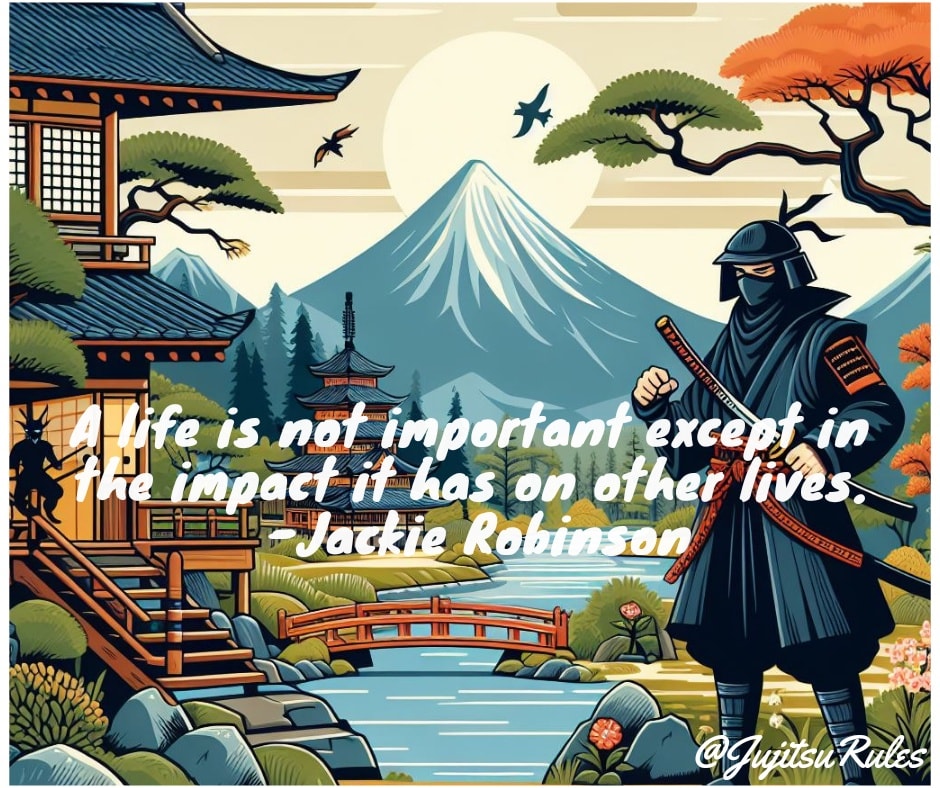 A life is not important except in
the impact it has on other lives.
-Jackie Robinson
@JujitsuRules